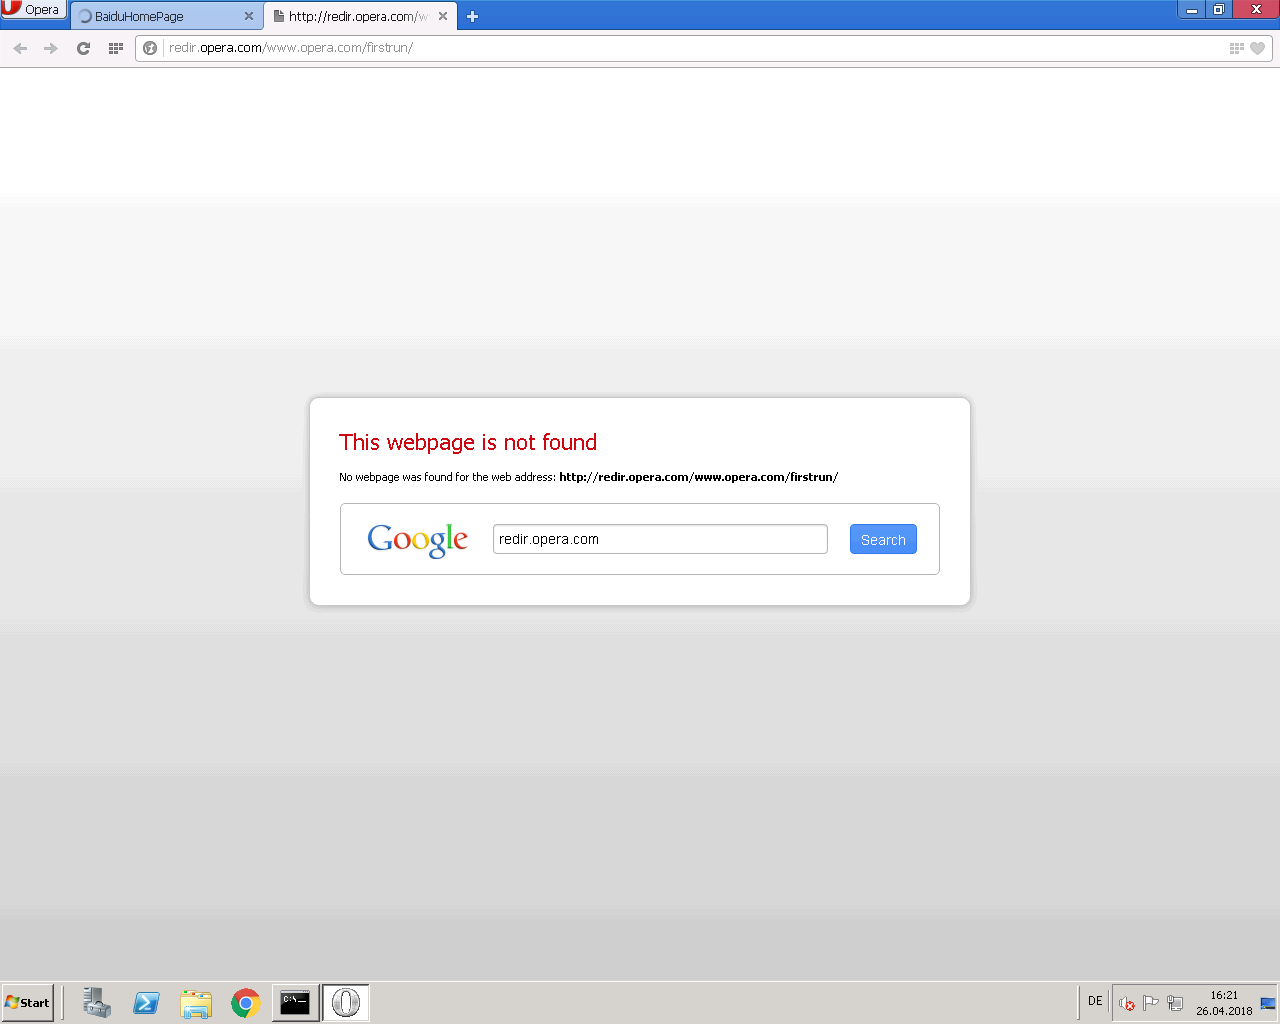 Opera
BaiduHomePage
http://redir.opera.com/w
redir.opera.com/www.opera.com/firstrun/
This webpage is not found
No webpage was found for the web address: http://redir.opera.com/www.opera.com/firstrun/
Google
redir.opera.com
Search
Start
C:\
DE
16:21
26.04.2018